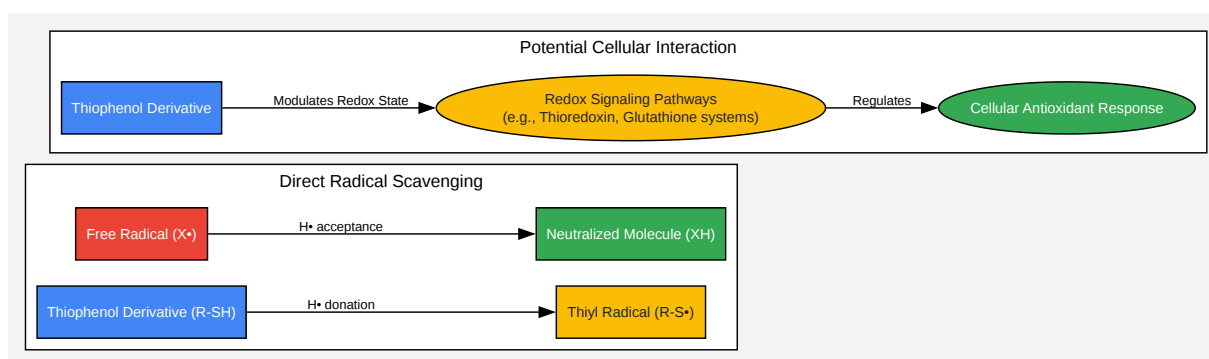 Potential Cellular Interaction
Thiophenol Derivative
Modulates Redox State
Redox Signaling Pathways
(e.g., Thioredoxin, Glutathione systems)
Regulates
Cellular Antioxidant Response
Direct Radical Scavenging
Free Radical (X•)
H• acceptance
Neutralized Molecule (XH)
Thiophenol Derivative (R-SH)
H• donation
Thiyl Radical (R-S•)